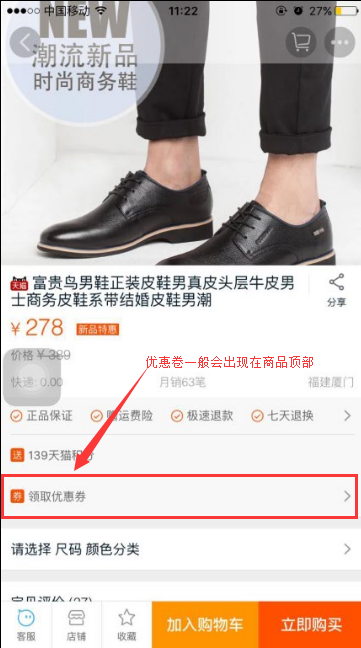 中国移动 11:22 27%
NEW
潮流新品
时尚商务鞋
天猫 富贵鸟男鞋正装皮鞋男真皮头层牛皮男
士商务皮鞋系带结婚皮鞋男潮
分享
¥ 278 新品特惠
价格 ¥ 389
优惠卷一般会出现在商品顶部
快递: 0.00 月销63笔 福建厦门
正品保证 赠运费险 极速退款 七天退换
送 139天猫积分
券 领取优惠券
请选择 尺码 颜色分类
宝贝评价 (27)
客服 店铺 收藏 加入购物车 立即购买